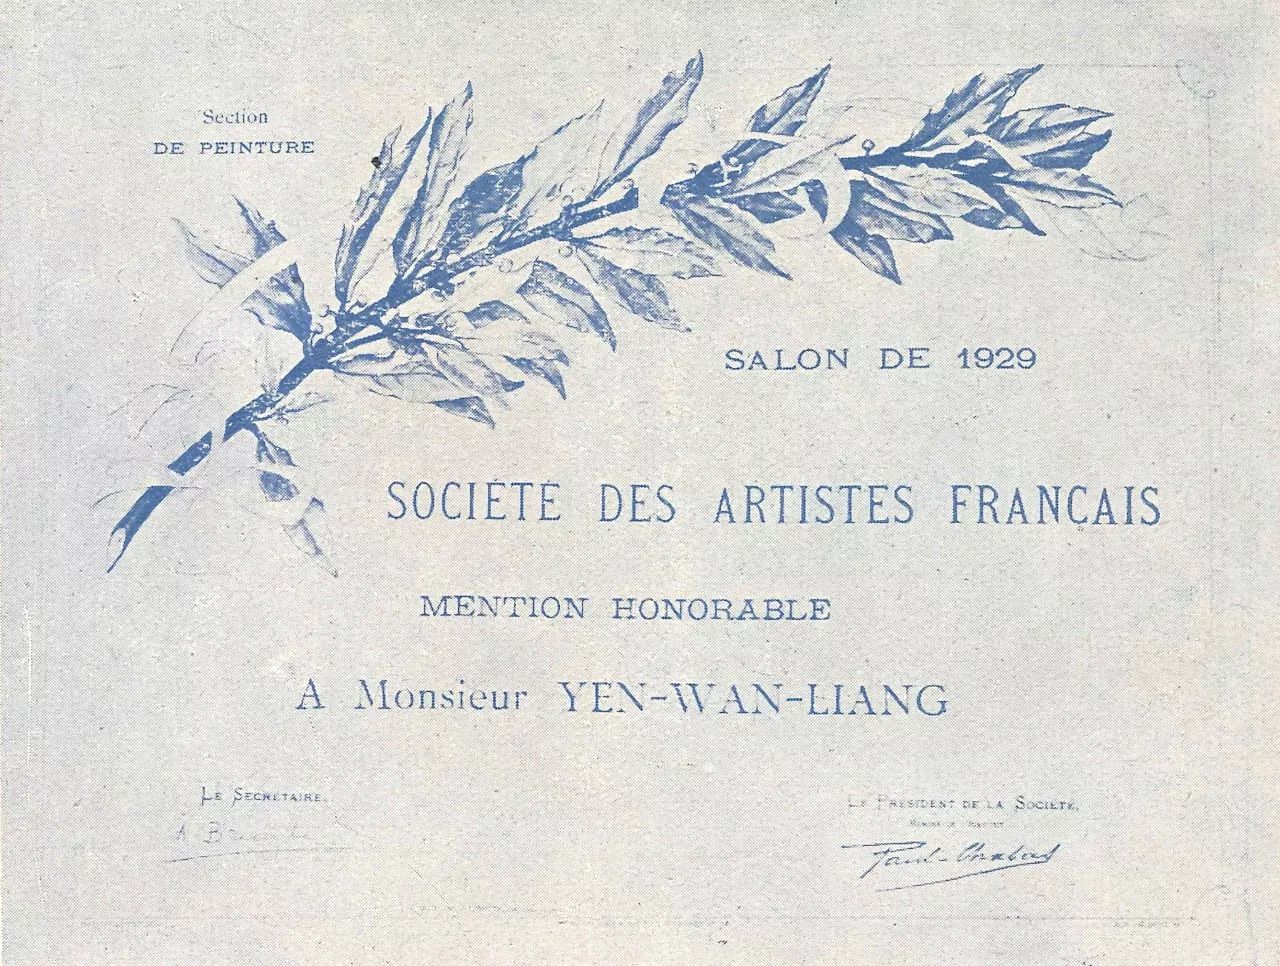 Section
DE PEINTURE
SALON DE 1929
SOCIÉTÉ DES ARTISTES FRANÇAIS
MENTION HONORABLE
A Monsieur YEN-WAN-LIANG
LE SECRÉTAIRE,
LE PRÉSIDENT DE LA SOCIÉTÉ,
Paul-Chabas